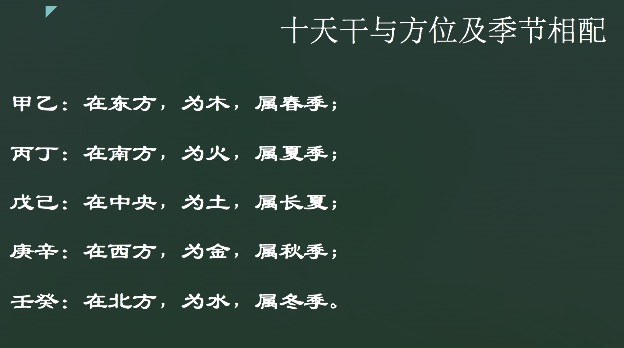 十天干与方位及季节相配
甲乙：在东方，为木，属春季；
丙丁：在南方，为火，属夏季；
戊己：在中央，为土，属长夏；
庚辛：在西方，为金，属秋季；
壬癸：在北方，为水，属冬季。